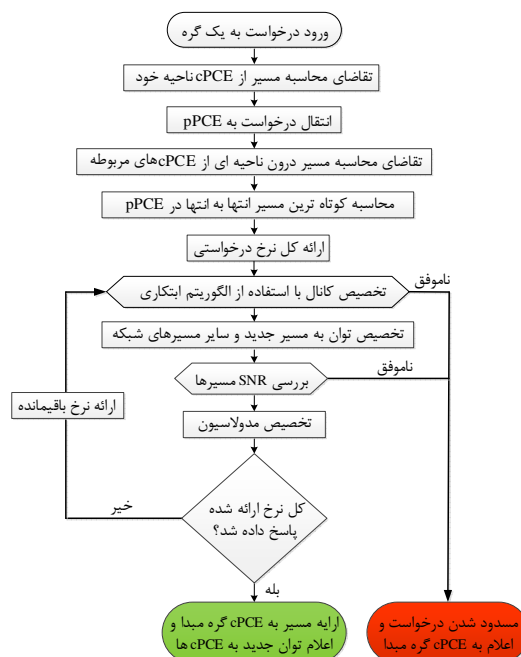 ورود درخواست به یک گره
تقاضای محاسبه مسیر از cPCE ناحیه خود
انتقال درخواست به pPCE
تقاضای محاسبه مسیر درون ناحیه ای از cPCEهای مربوطه
محاسبه کوتاه ترین مسیر انتها به انتها در pPCE
ارائه کل نرخ درخواستی
تخصیص کانال با استفاده از الگوریتم ابتکاری
ناموفق
تخصیص توان به مسیر جدید و سایر مسیرهای شبکه
بررسی SNR مسیرها
ناموفق
ارائه نرخ باقیمانده
تخصیص مدولاسیون
کل نرخ ارائه شده
پاسخ داده شد؟
خیر
بله
مسدود شدن درخواست و
اعلام به cPCE گره مبدا
ارایه مسیر به cPCE گره مبدا و
اعلام توان جدید به cPCE ها